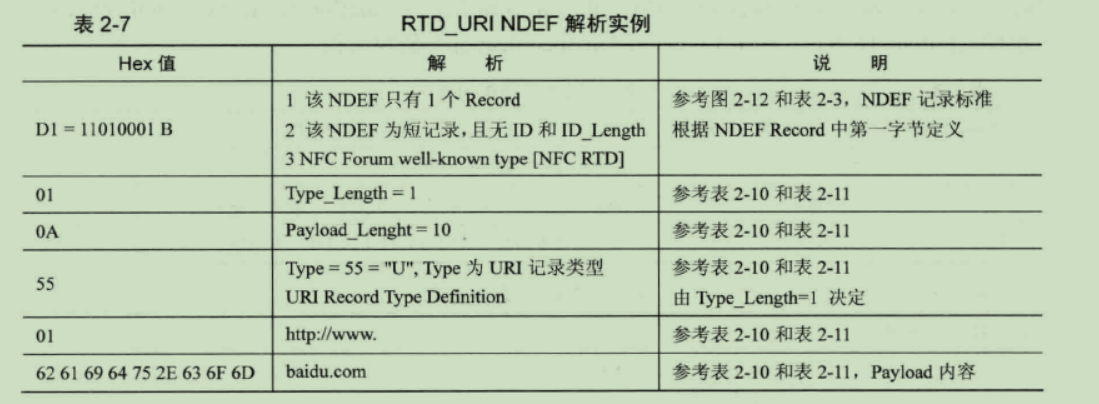 表 2-7 RTD_URI NDEF 解析实例
Hex 值 解 析 说 明
D1 = 11010001 B
1 该 NDEF 只有 1 个 Record
2 该 NDEF 为短记录,且无 ID 和 ID_Length
3 NFC Forum well-known type [NFC RTD]
参考图 2-12 和表 2-3，NDEF 记录标准
根据 NDEF Record 中第一字节定义
01 Type_Length = 1 参考表 2-10 和表 2-11
0A Payload_Lenght = 10 参考表 2-10 和表 2-11
55
Type = 55 = "U", Type 为 URI 记录类型
URI Record Type Definition
参考表 2-10 和表 2-11
由 Type_Length=1 决定
01 http://www. 参考表 2-10 和表 2-11
62 61 69 64 75 2E 63 6F 6D baidu.com 参考表 2-10 和表 2-11，Payload 内容